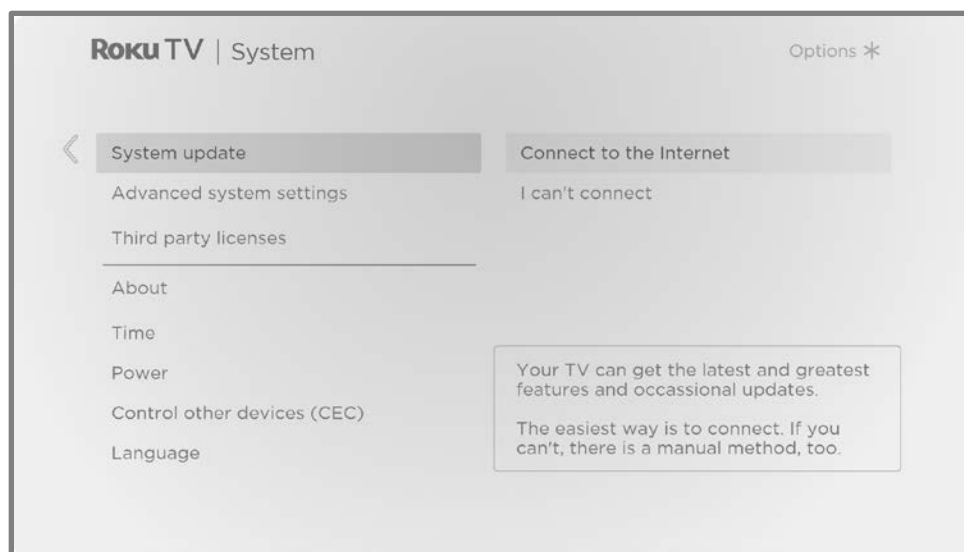 Roku TV | System
Options *
System update
Advanced system settings
Third party licenses
About
Time
Power
Control other devices (CEC)
Language
Connect to the Internet
I can't connect
Your TV can get the latest and greatest
features and occassional updates.
The easiest way is to connect. If you
can't, there is a manual method, too.